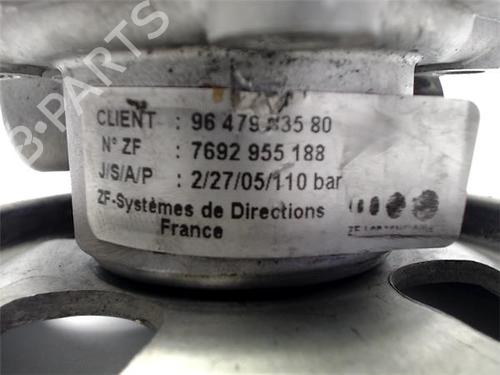 CLIENT : 96 479 35 80
N° ZF : 7692 955 188
J/S/A/P : 2/27/05/110 bar
ZF-Systèmes de Directions
France
B-PARTS